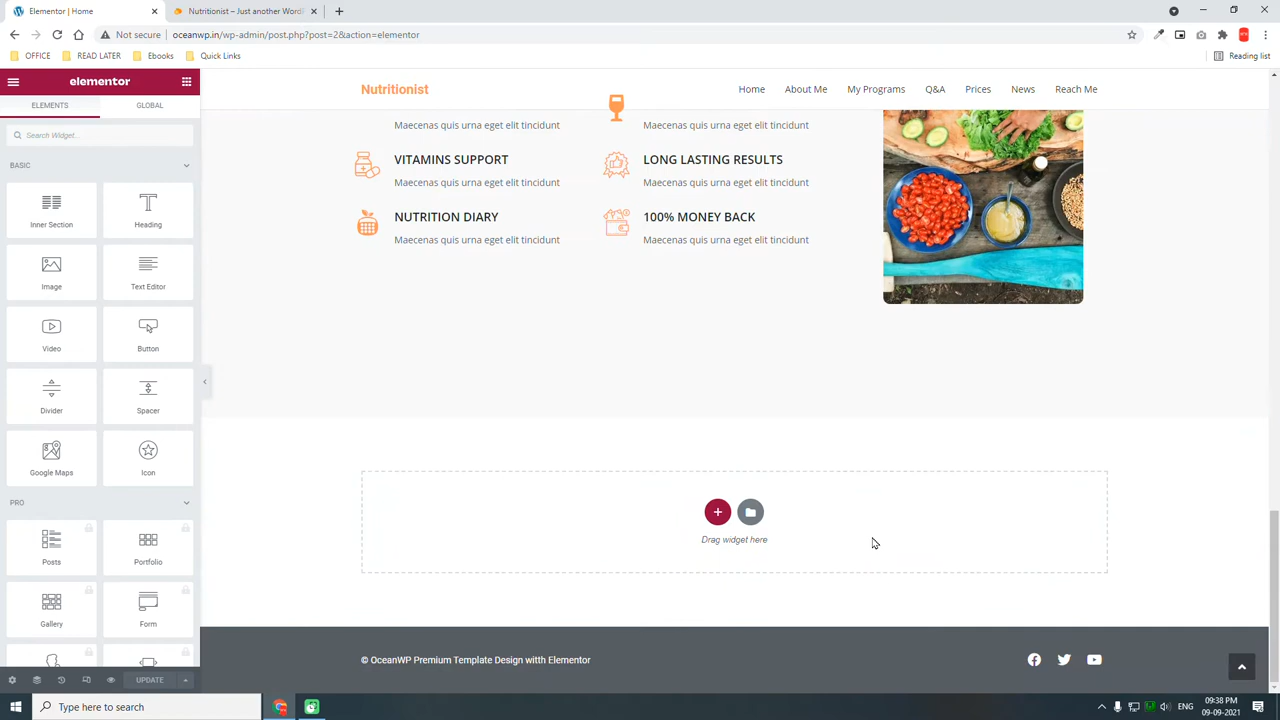 Elementor | Home
Nutritionist – Just another WordP
Not secure
oceanwp.in/wp-admin/post.php?post=2&action=elementor
OFFICE
READ LATER
Ebooks
Quick Links
Reading list
elementor
ELEMENTS
GLOBAL
Search Widget...
BASIC
Inner Section
Heading
Image
Text Editor
Video
Button
Divider
Spacer
Google Maps
Icon
PRO
Posts
Portfolio
Gallery
Form
UPDATE
Nutritionist
Home
About Me
My Programs
Q&A
Prices
News
Reach Me
Maecenas quis urna eget elit tincidunt
Maecenas quis urna eget elit tincidunt
VITAMINS SUPPORT
LONG LASTING RESULTS
Maecenas quis urna eget elit tincidunt
Maecenas quis urna eget elit tincidunt
NUTRITION DIARY
100% MONEY BACK
Maecenas quis urna eget elit tincidunt
Maecenas quis urna eget elit tincidunt
Drag widget here
© OceanWP Premium Template Design witth Elementor
Type here to search
ENG
09:38 PM
09-09-2021